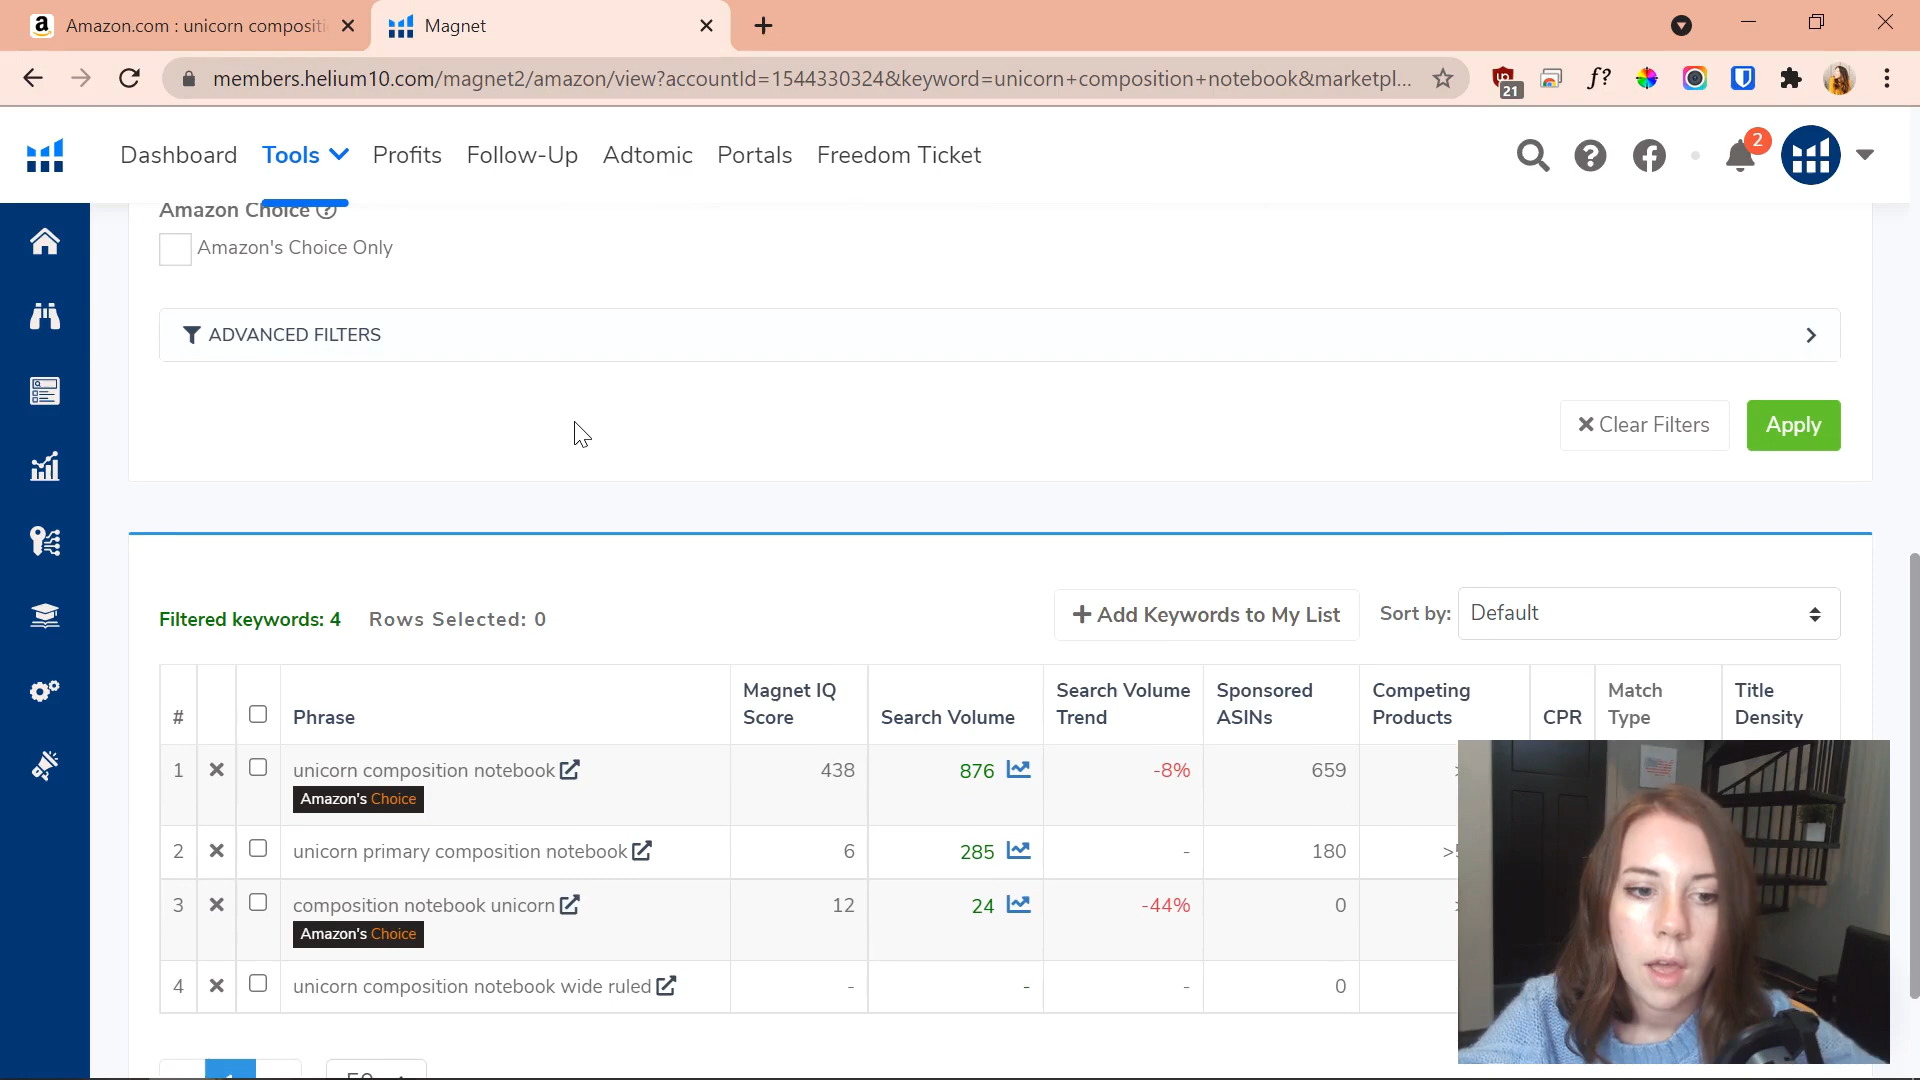 Amazon.com : unicorn compositi
Magnet
members.helium10.com/magnet2/amazon/view?accountId=1544330324&keyword=unicorn+composition+notebook&marketpl...
21
f?
Dashboard Tools Profits Follow-Up Adtomic Portals Freedom Ticket
2
Amazon Choice
Amazon's Choice Only
ADVANCED FILTERS
Clear Filters
Apply
Filtered keywords: 4 Rows Selected: 0
+ Add Keywords to My List
Sort by: Default
# Phrase Magnet IQ Score Search Volume Search Volume Trend Sponsored ASINs Competing Products CPR Match Type Title Density
1 unicorn composition notebook 438 876 -8% 659
Amazon's Choice
2 unicorn primary composition notebook 6 285 - 180
3 composition notebook unicorn 12 24 -44% 0
Amazon's Choice
4 unicorn composition notebook wide ruled - - - 0